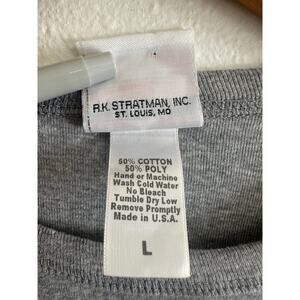 R.K. STRATMAN, INC.
ST. LOUIS, MO
50% COTTON
50% POLY
Hand or Machine
Wash Cold Water
No Bleach
Tumble Dry Low
Remove Promptly
Made in U.S.A.
L